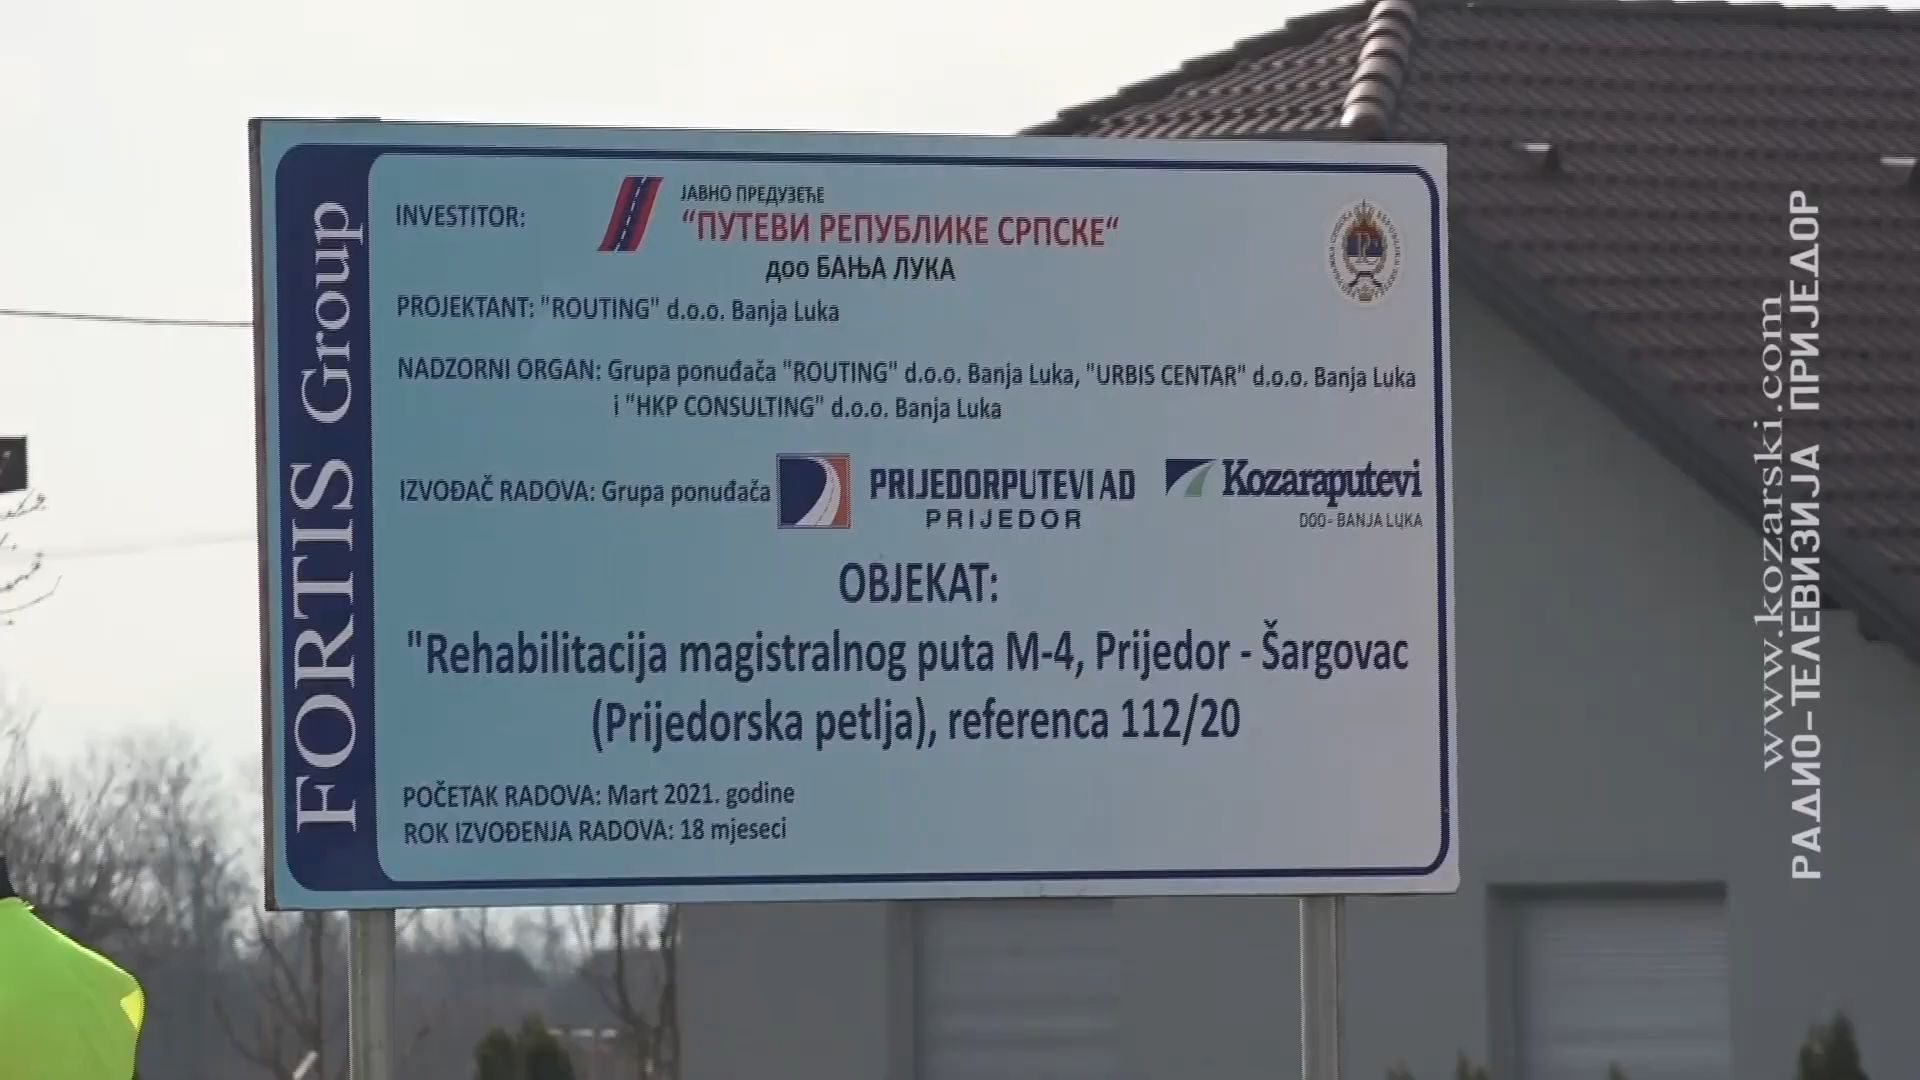 FORTIS Group
INVESTITOR:
ЈАВНО ПРЕДУЗЕЋЕ
“ПУТЕВИ РЕПУБЛИКЕ СРПСКЕ“
доо БАЊА ЛУКА
PROJEKTANT: "ROUTING" d.o.o. Banja Luka
NADZORNI ORGAN: Grupa ponuđača "ROUTING" d.o.o. Banja Luka, "URBIS CENTAR" d.o.o. Banja Luka
i "HKP CONSULTING" d.o.o. Banja Luka
IZVOĐAČ RADOVA: Grupa ponuđača
PRIJEDORPUTEVI AD
PRIJEDOR
Kozaraputevi
DOO - BANJA LUKA
OBJEKAT:
"Rehabilitacija magistralnog puta M-4, Prijedor - Šargovac
(Prijedorska petlja), referenca 112/20
POČETAK RADOVA: Mart 2021. godine
ROK IZVOĐENJA RADOVA: 18 mjeseci
www.kozarski.com
РАДИО-ТЕЛЕВИЗИЈА ПРИЈЕДОР